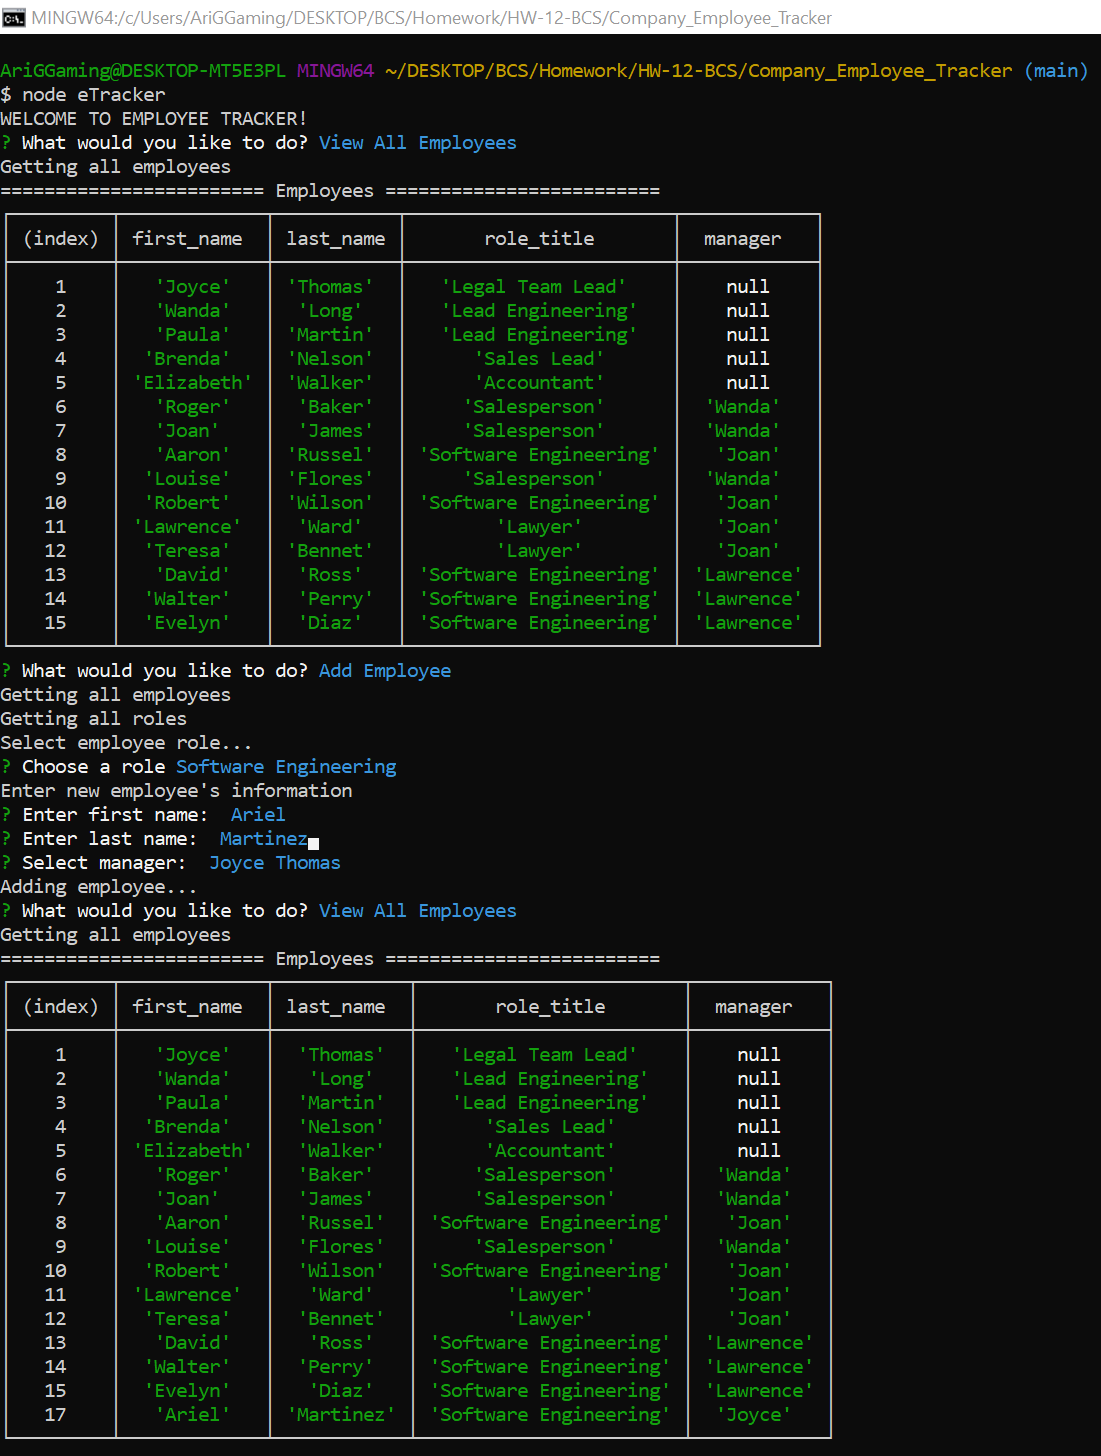 MINGW64:/c/Users/AriGGaming/DESKTOP/BCS/Homework/HW-12-BCS/Company_Employee_Tracker
AriGGaming@DESKTOP-MT5E3PL MINGW64 ~/DESKTOP/BCS/Homework/HW-12-BCS/Company_Employee_Tracker (main)
$ node eTracker
WELCOME TO EMPLOYEE TRACKER!
? What would you like to do? View All Employees
Getting all employees
======================== Employees =========================
(index) first_name last_name role_title manager
1 'Joyce' 'Thomas' 'Legal Team Lead' null
2 'Wanda' 'Long' 'Lead Engineering' null
3 'Paula' 'Martin' 'Lead Engineering' null
4 'Brenda' 'Nelson' 'Sales Lead' null
5 'Elizabeth' 'Walker' 'Accountant' null
6 'Roger' 'Baker' 'Salesperson' 'Wanda'
7 'Joan' 'James' 'Salesperson' 'Wanda'
8 'Aaron' 'Russel' 'Software Engineering' 'Joan'
9 'Louise' 'Flores' 'Salesperson' 'Wanda'
10 'Robert' 'Wilson' 'Software Engineering' 'Joan'
11 'Lawrence' 'Ward' 'Lawyer' 'Joan'
12 'Teresa' 'Bennet' 'Lawyer' 'Joan'
13 'David' 'Ross' 'Software Engineering' 'Lawrence'
14 'Walter' 'Perry' 'Software Engineering' 'Lawrence'
15 'Evelyn' 'Diaz' 'Software Engineering' 'Lawrence'
? What would you like to do? Add Employee
Getting all employees
Getting all roles
Select employee role...
? Choose a role Software Engineering
Enter new employee's information
? Enter first name: Ariel
? Enter last name: Martinez
? Select manager: Joyce Thomas
Adding employee...
? What would you like to do? View All Employees
Getting all employees
======================== Employees =========================
(index) first_name last_name role_title manager
1 'Joyce' 'Thomas' 'Legal Team Lead' null
2 'Wanda' 'Long' 'Lead Engineering' null
3 'Paula' 'Martin' 'Lead Engineering' null
4 'Brenda' 'Nelson' 'Sales Lead' null
5 'Elizabeth' 'Walker' 'Accountant' null
6 'Roger' 'Baker' 'Salesperson' 'Wanda'
7 'Joan' 'James' 'Salesperson' 'Wanda'
8 'Aaron' 'Russel' 'Software Engineering' 'Joan'
9 'Louise' 'Flores' 'Salesperson' 'Wanda'
10 'Robert' 'Wilson' 'Software Engineering' 'Joan'
11 'Lawrence' 'Ward' 'Lawyer' 'Joan'
12 'Teresa' 'Bennet' 'Lawyer' 'Joan'
13 'David' 'Ross' 'Software Engineering' 'Lawrence'
14 'Walter' 'Perry' 'Software Engineering' 'Lawrence'
15 'Evelyn' 'Diaz' 'Software Engineering' 'Lawrence'
17 'Ariel' 'Martinez' 'Software Engineering' 'Joyce'